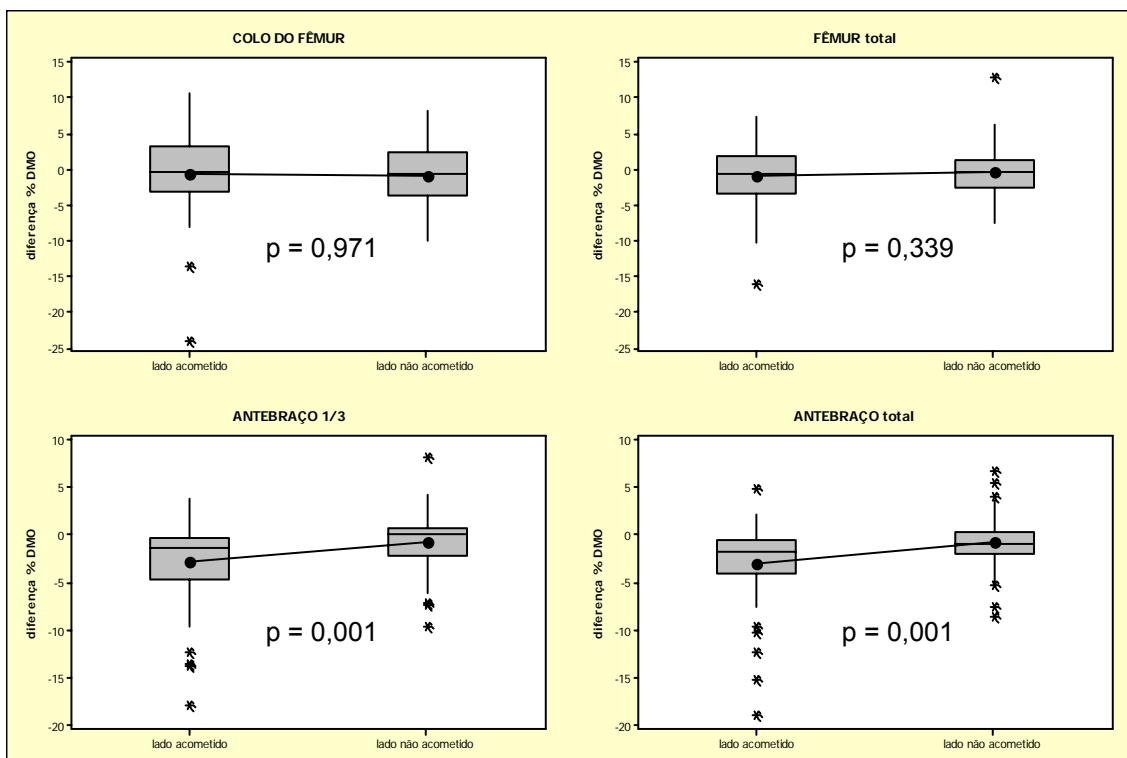 COLO DO FÊMUR
diferença % DMO
15
10
5
0
-5
-10
-15
-20
-25
p = 0,971
lado acometido
lado não acometido
FÊMUR total
diferença % DMO
15
10
5
0
-5
-10
-15
-20
-25
p = 0,339
lado acometido
lado não acometido
ANTEBRAÇO 1/3
diferença % DMO
10
5
0
-5
-10
-15
-20
p = 0,001
lado acometido
lado não acometido
ANTEBRAÇO total
diferença % DMO
10
5
0
-5
-10
-15
-20
p = 0,001
lado acometido
lado não acometido